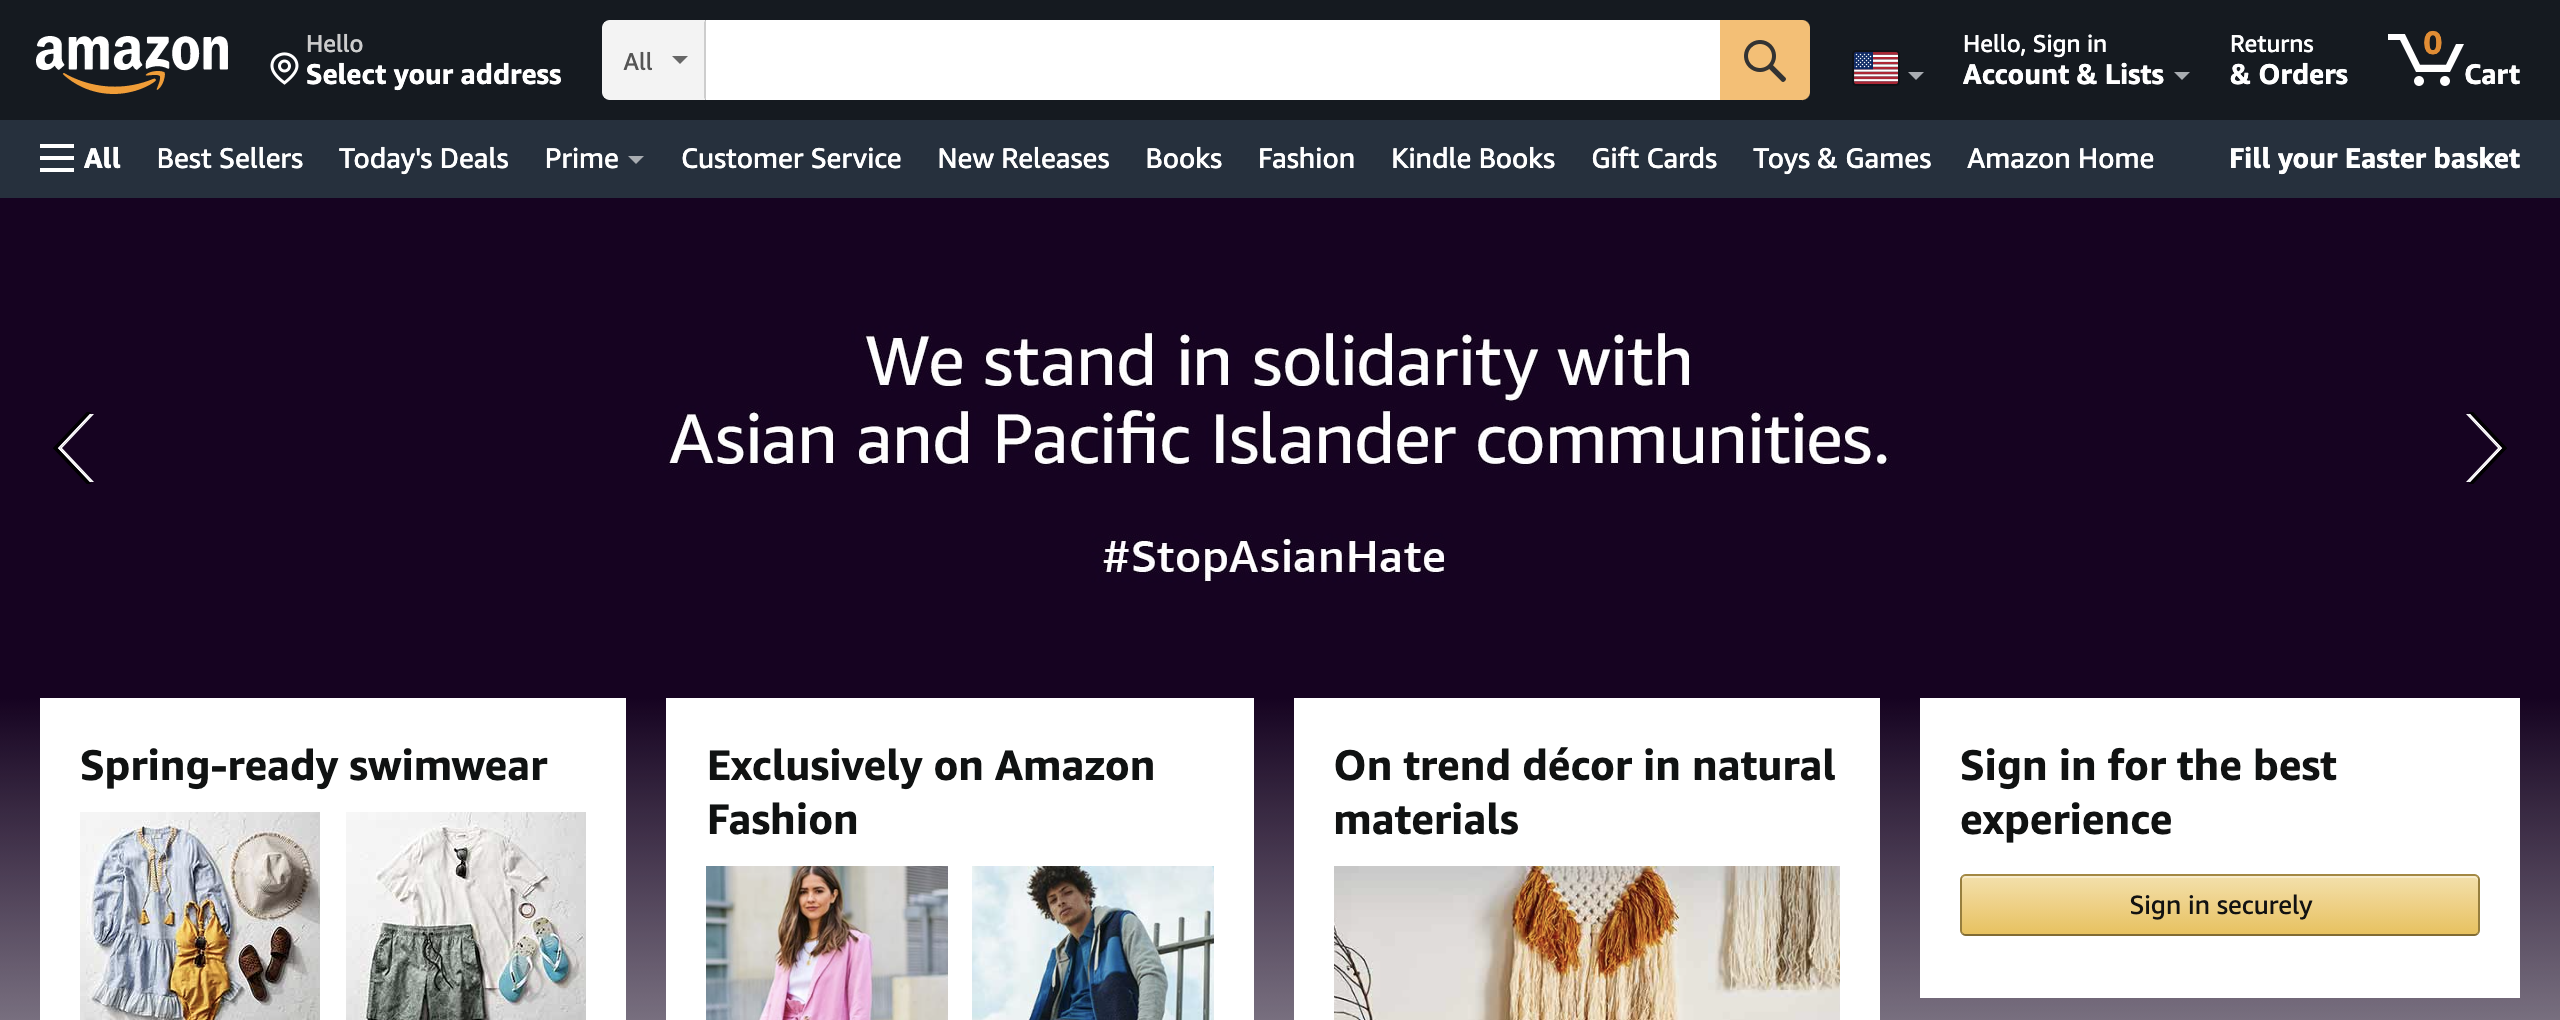 amazon
Hello
Select your address
All
Hello, Sign in
Account & Lists
Returns
& Orders
0
Cart
All Best Sellers Today's Deals Prime Customer Service New Releases Books Fashion Kindle Books Gift Cards Toys & Games Amazon Home Fill your Easter basket
We stand in solidarity with
Asian and Pacific Islander communities.
#StopAsianHate
Spring-ready swimwear
Exclusively on Amazon
Fashion
On trend décor in natural
materials
Sign in for the best
experience
Sign in securely